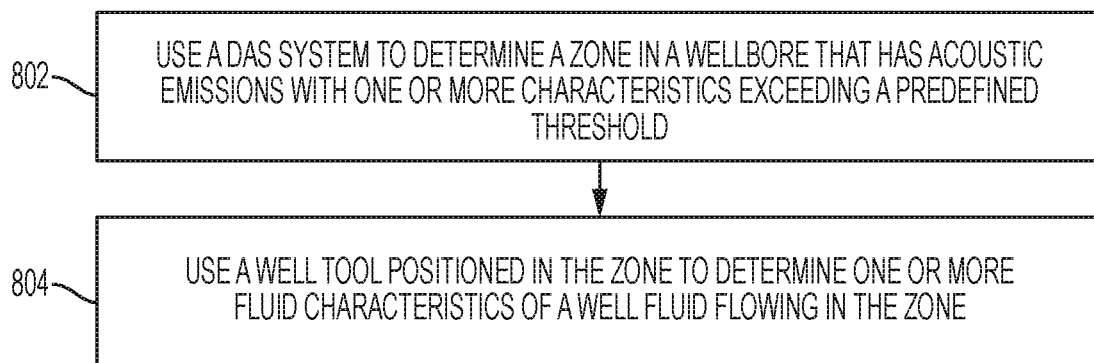 802
USE A DAS SYSTEM TO DETERMINE A ZONE IN A WELLBORE THAT HAS ACOUSTIC
EMISSIONS WITH ONE OR MORE CHARACTERISTICS EXCEEDING A PREDEFINED
THRESHOLD
804
USE A WELL TOOL POSITIONED IN THE ZONE TO DETERMINE ONE OR MORE
FLUID CHARACTERISTICS OF A WELL FLUID FLOWING IN THE ZONE